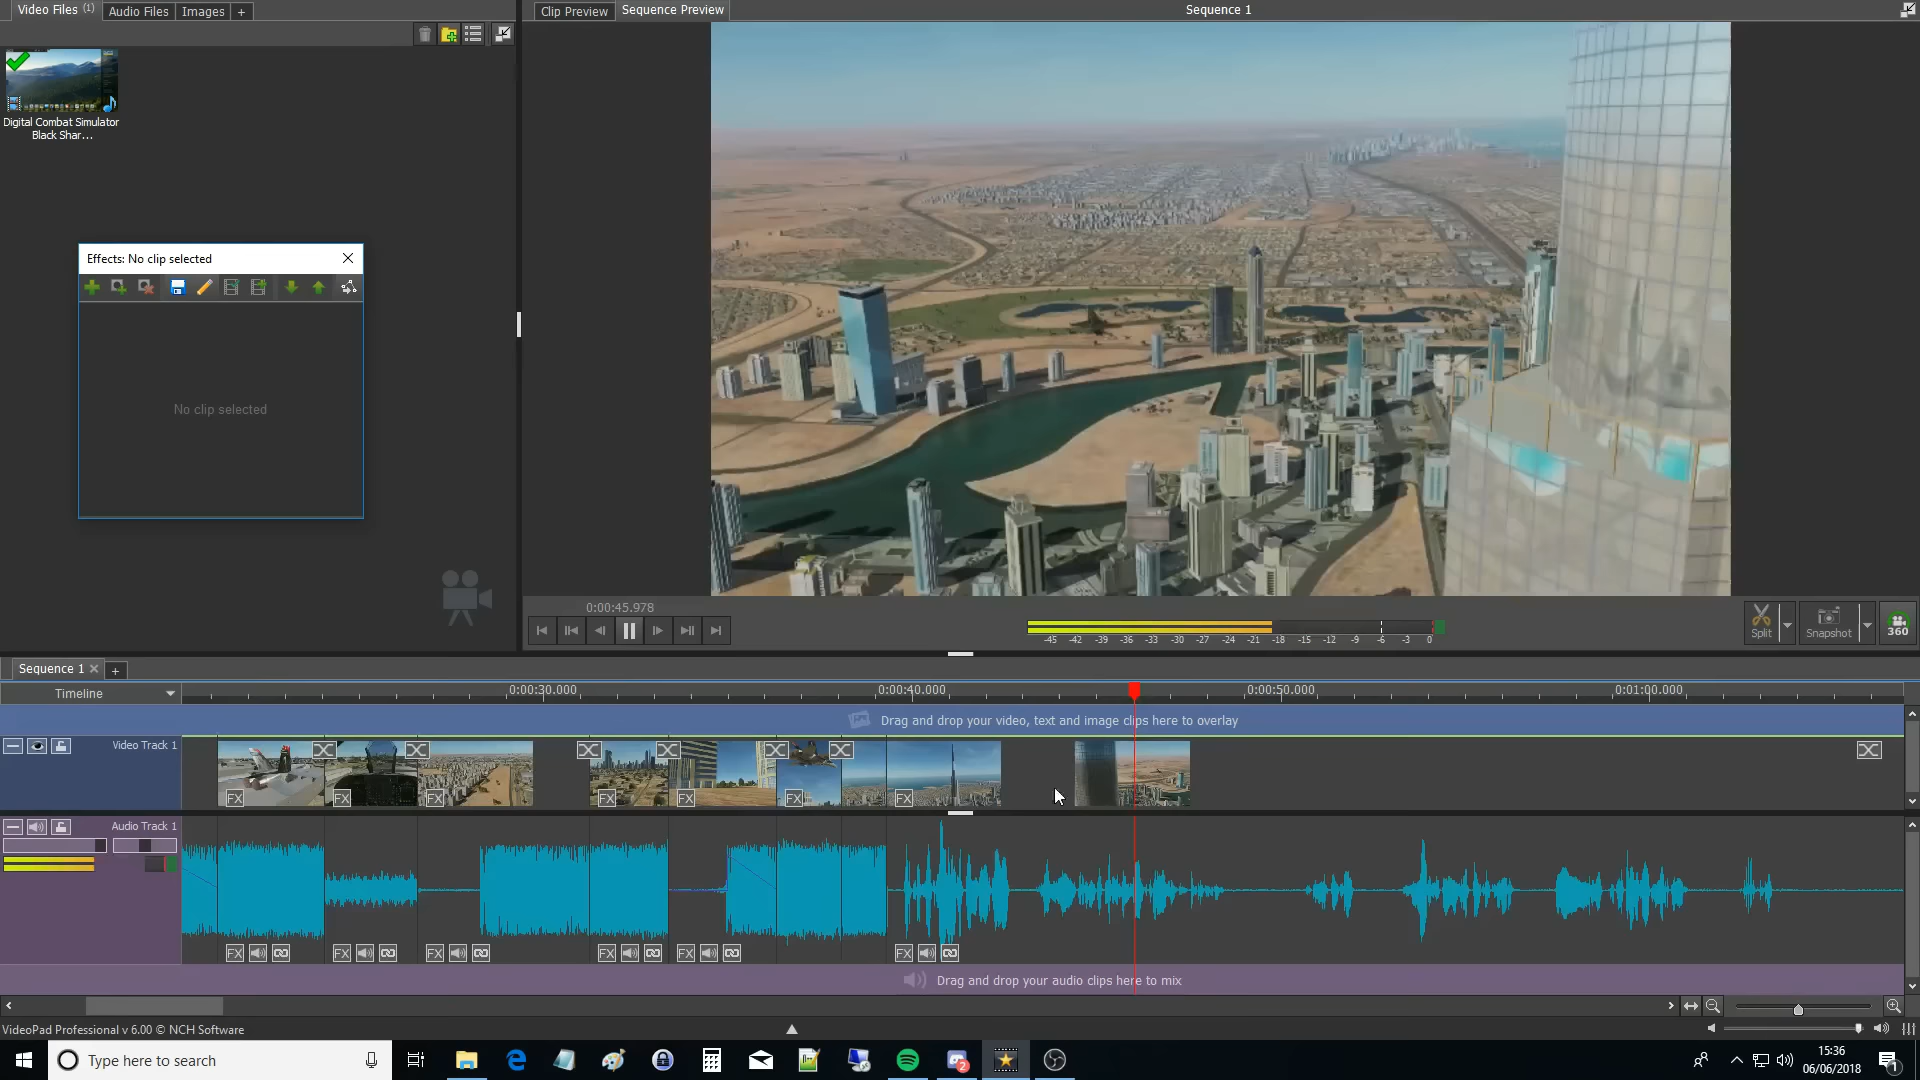 Video Files (1)
Audio Files
Images
+
Clip Preview
Sequence Preview
Sequence 1
Digital Combat Simulator
Black Shar...
Effects: No clip selected
No clip selected
0:00:45.978
-45 -42 -39 -36 -33 -30 -27 -24 -21 -18 -15 -12 -9 -6 -3 0
Split
Snapshot
360
Sequence 1
+
Timeline
0:00:30.000
0:00:40.000
0:00:50.000
0:01:00.000
Drag and drop your video, text and image clips here to overlay
Video Track 1
FX FX FX FX FX FX FX
Audio Track 1
FX FX FX FX FX FX
Drag and drop your audio clips here to mix
VideoPad Professional v 6.00 © NCH Software
Type here to search
2
15:36
06/06/2018
1